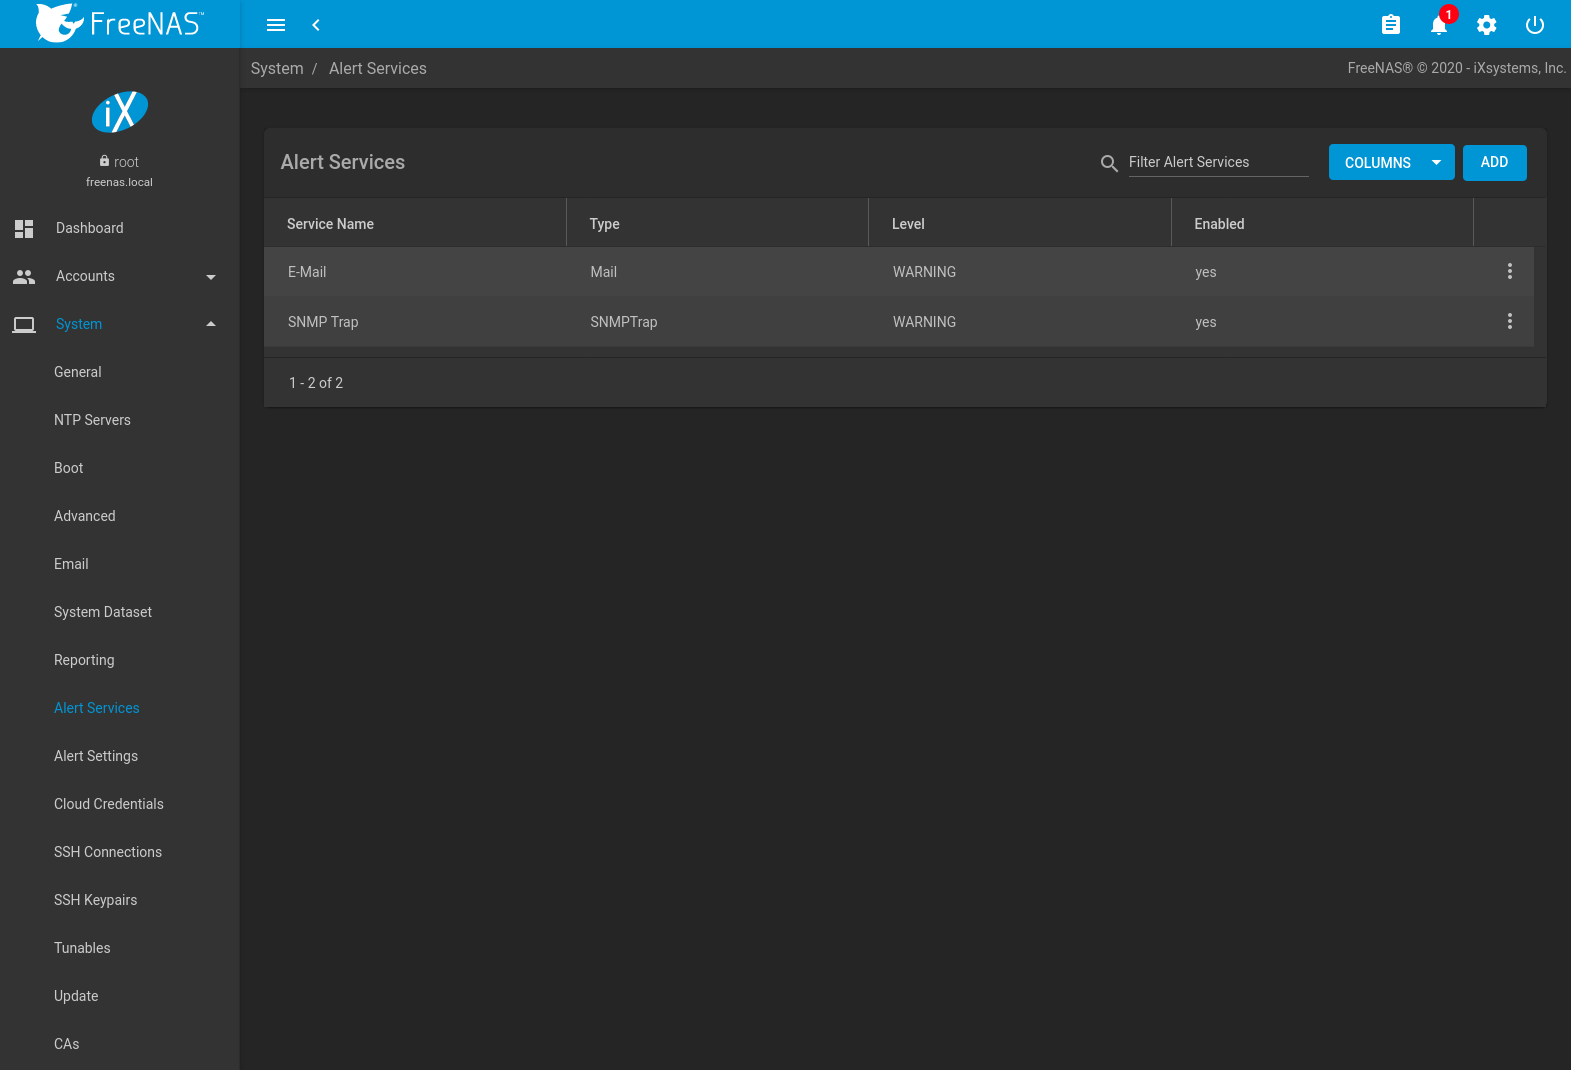 FreeNAS™
1
System / Alert Services
FreeNAS® © 2020 - iXsystems, Inc.
iX
root
freenas.local
Dashboard
Accounts
System
General
NTP Servers
Boot
Advanced
Email
System Dataset
Reporting
Alert Services
Alert Settings
Cloud Credentials
SSH Connections
SSH Keypairs
Tunables
Update
CAs
Alert Services
Filter Alert Services
COLUMNS
ADD
Service Name Type Level Enabled
E-Mail Mail WARNING yes
SNMP Trap SNMPTrap WARNING yes
1 - 2 of 2